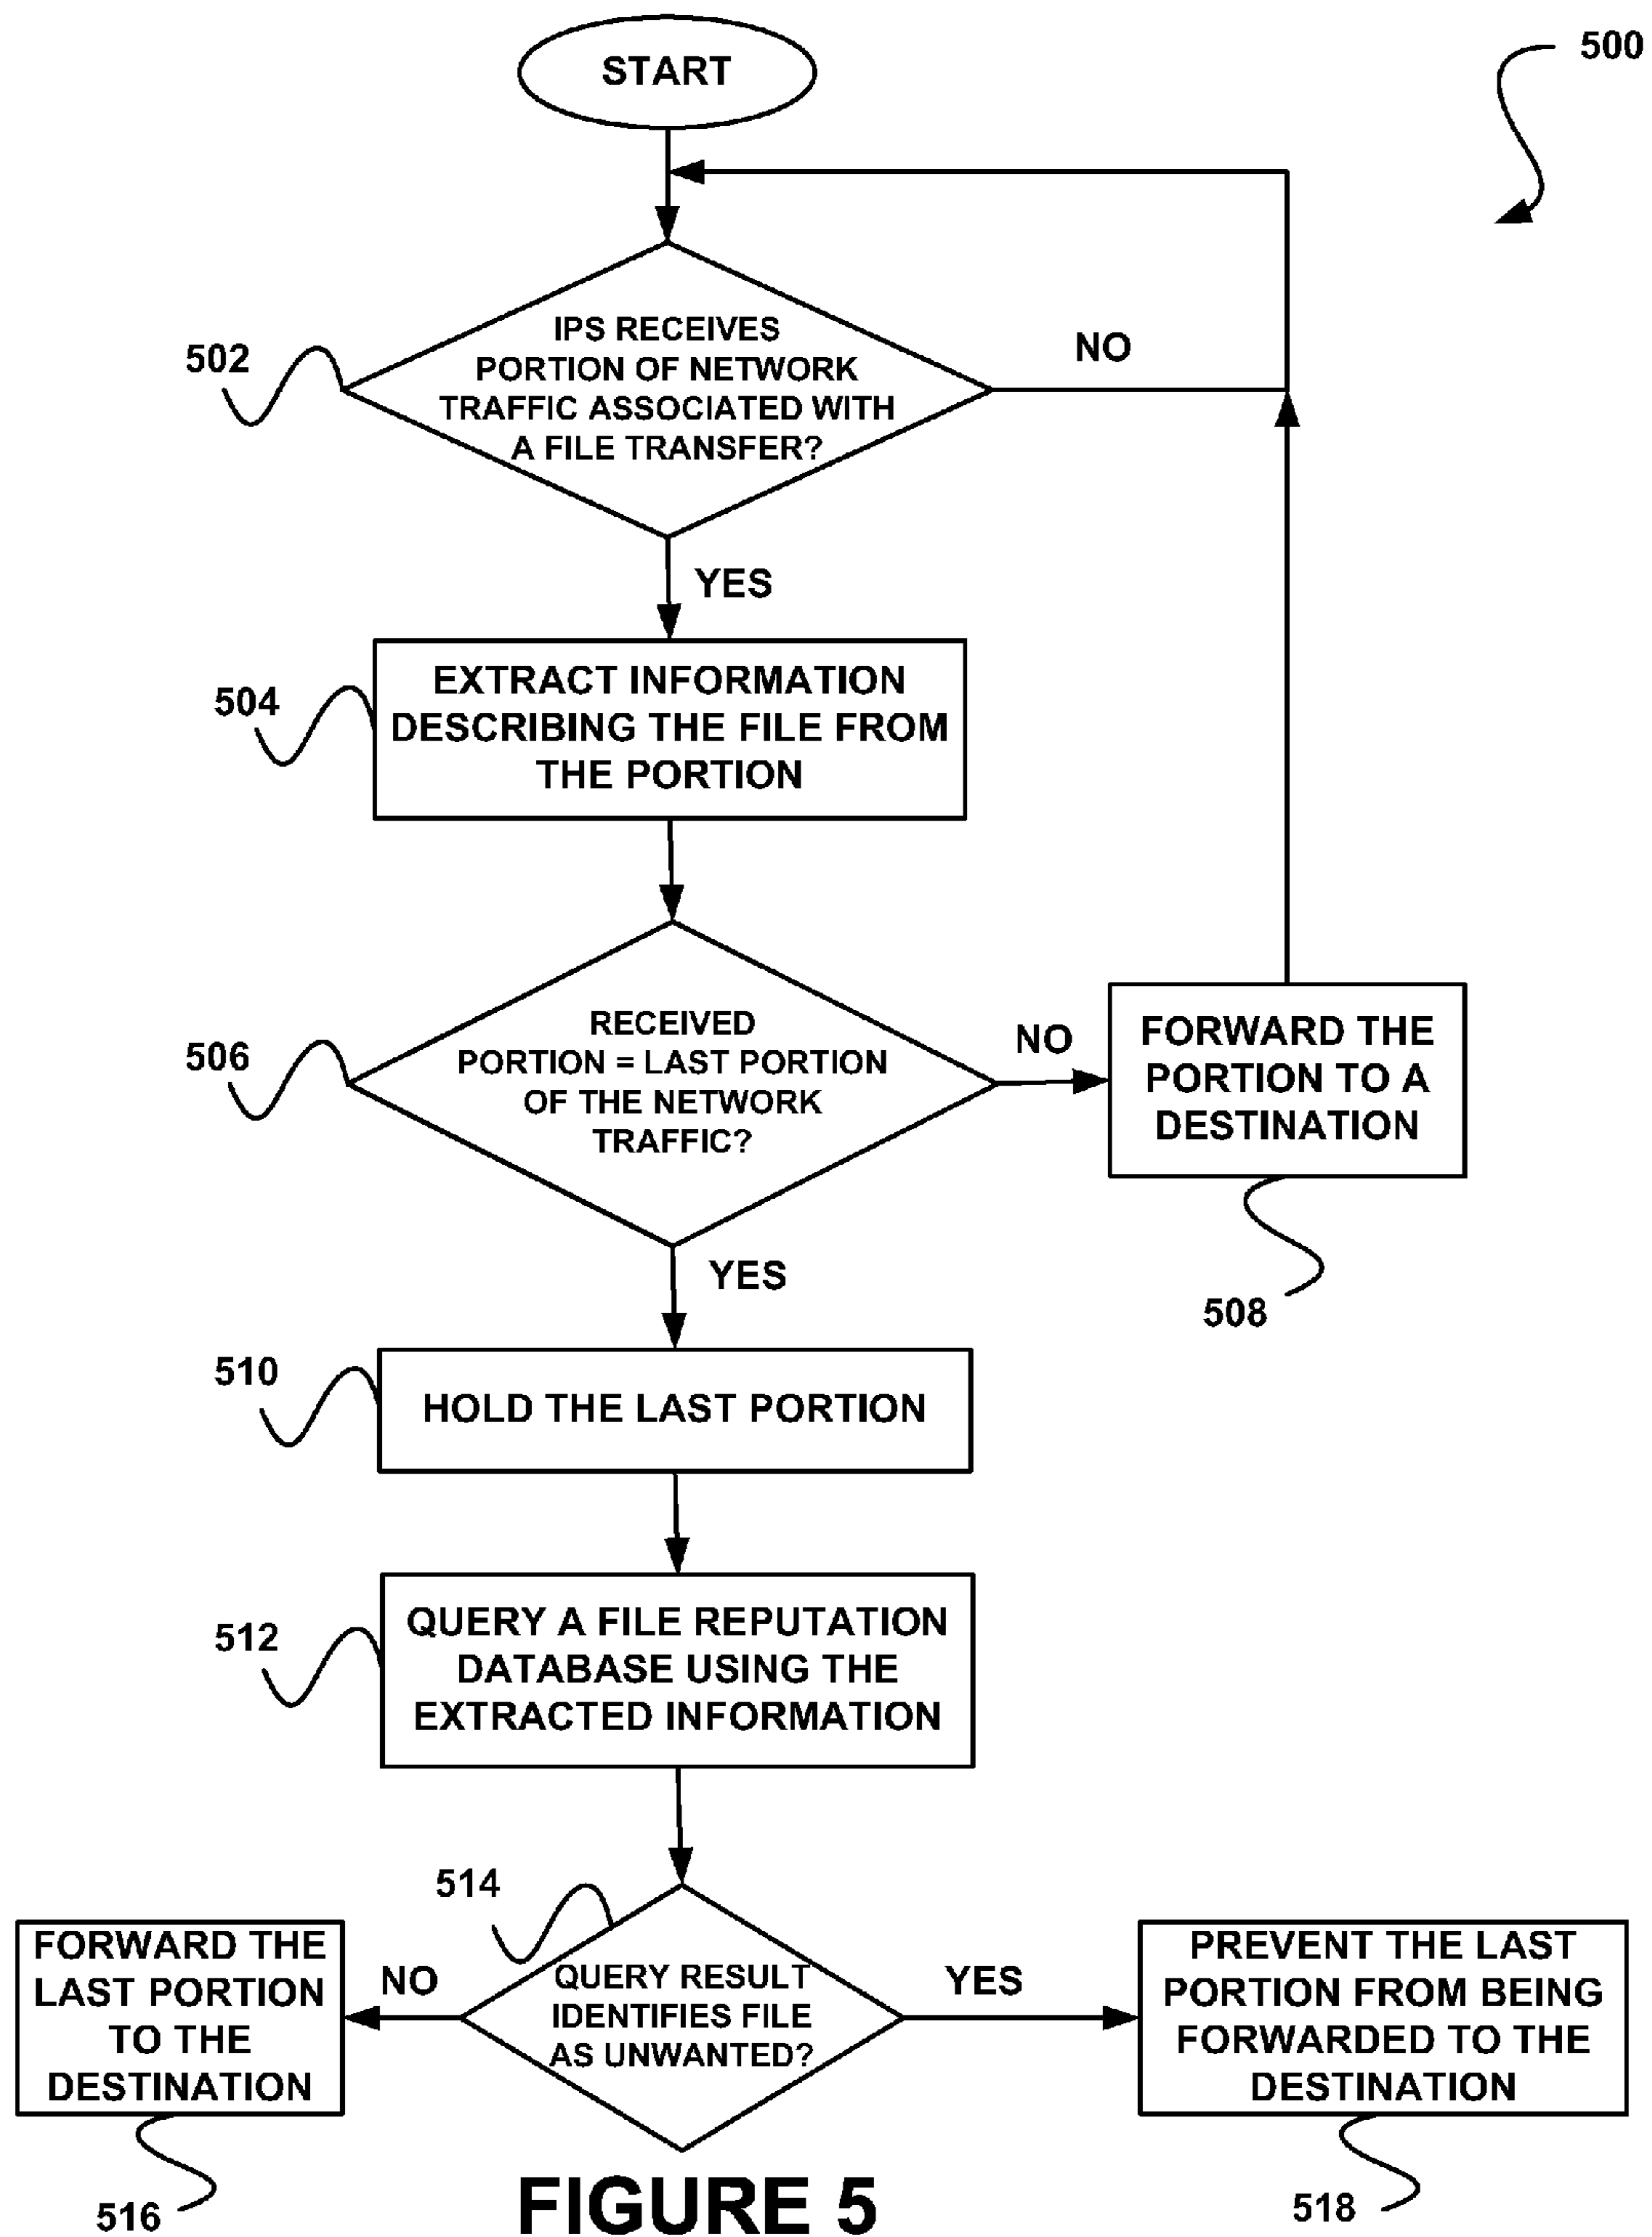 START
500
502
IPS RECEIVES
PORTION OF NETWORK
TRAFFIC ASSOCIATED WITH
A FILE TRANSFER?
NO
YES
504
EXTRACT INFORMATION
DESCRIBING THE FILE FROM
THE PORTION
506
RECEIVED
PORTION = LAST PORTION
OF THE NETWORK
TRAFFIC?
NO
FORWARD THE
PORTION TO A
DESTINATION
508
YES
510
HOLD THE LAST PORTION
512
QUERY A FILE REPUTATION
DATABASE USING THE
EXTRACTED INFORMATION
514
QUERY RESULT
IDENTIFIES FILE
AS UNWANTED?
NO
FORWARD THE
LAST PORTION
TO THE
DESTINATION
516
YES
PREVENT THE LAST
PORTION FROM BEING
FORWARDED TO THE
DESTINATION
518
FIGURE 5